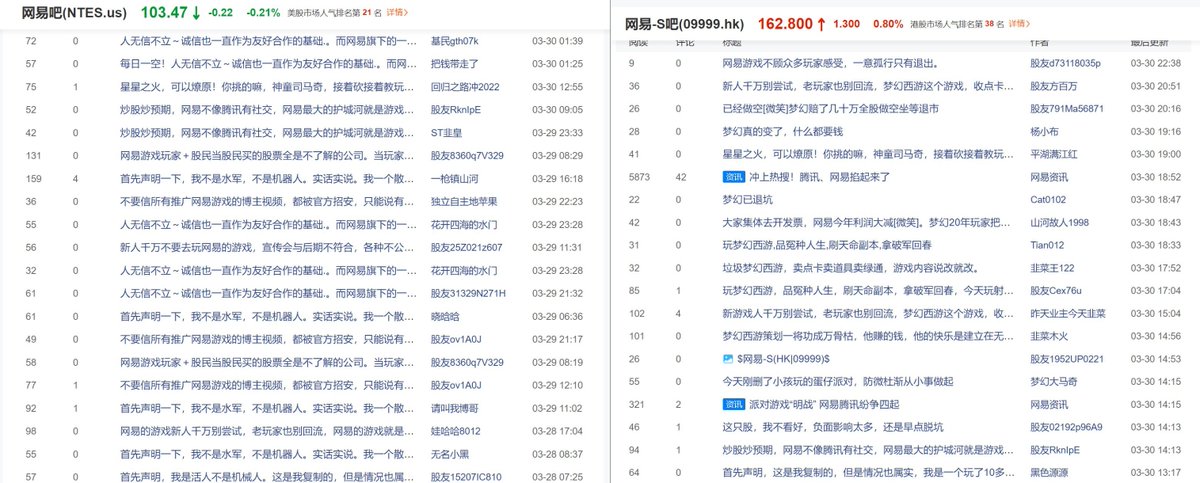 网易吧(NTES.us) 103.47↓ -0.22 -0.21% 美股市场人气排名第 21 名 详情>
72 0 人无信不立～诚信也一直作为友好合作的基础.。而网易旗下的一… 基民gth07k 03-30 01:39
57 0 每日一空！人无信不立～诚信也一直作为友好合作的基础.。而网… 把钱带走了 03-30 01:25
75 1 星星之火，可以燎原！你挑的嘛，神童司马奇，接着砍接着教玩… 回归之路冲2022 03-30 12:55
52 0 炒股炒预期，网易不像腾讯有社交，网易最大的护城河就是游戏… 股友RknIpE 03-30 09:05
42 0 炒股炒预期，网易不像腾讯有社交，网易最大的护城河就是游戏… ST韭皇 03-29 23:33
131 0 网易游戏玩家＋股民当股民买的股票全是不了解的公司。当玩家… 股友8360q7V329 03-29 08:29
159 4 首先声明一下，我不是水军，不是机器人。实话实说。我一个散… 一枪镇山河 03-29 16:18
36 0 不要信所有推广网易游戏的博主视频，都被官方招安，只能说有… 独立自主地苹果 03-29 22:23
55 0 人无信不立～诚信也一直作为友好合作的基础.。而网易旗下的一… 花开四海的水门 03-29 23:28
56 0 新人千万不要去玩网易的游戏，宣传会与后期不符合，各种不公… 股友25Z021z607 03-29 11:31
32 0 人无信不立～诚信也一直作为友好合作的基础.。而网易旗下的一… 花开四海的水门 03-29 23:28
61 0 人无信不立～诚信也一直作为友好合作的基础.。而网易旗下的一… 股友31329N271H 03-29 21:32
61 0 首先声明一下，我不是水军，不是机器人。实话实说。我一个散… 晓晗晗 03-29 06:36
49 0 不要信所有推广网易游戏的博主视频，都被官方招安，只能说有… 股友ov1A0J 03-29 21:17
58 0 网易游戏玩家＋股民当股民买的股票全是不了解的公司。当玩家… 股友8360q7V329 03-29 08:19
77 1 不要信所有推广网易游戏的博主视频，都被官方招安，只能说有… 股友ov1A0J 03-29 12:10
92 1 首先声明一下，我不是水军，不是机器人。实话实说。我一个散… 请叫我博哥 03-29 11:02
98 0 网易的游戏新人千万别尝试，老玩家也别回流，网易的游戏就是… 娃哈哈8012 03-28 17:04
55 0 首先声明一下，我不是水军，不是机器人。实话实说。我一个散… 无名小黑 03-28 08:37
57 0 首先声明，我是活人不是机械人。这是我复制的，但是情况也属… 股友15207IC810 03-28 07:25
网易-S吧(09999.hk) 162.800↑ 1.300 0.80% 港股市场人气排名第 38 名 详情>
阅读 评论 标题 作者 最后更新
9 0 网易游戏不顾众多玩家感受，一意孤行只有退出。 股友d73118035p 03-30 22:38
36 0 新人千万别尝试，老玩家也别回流，梦幻西游这个游戏，收点卡… 股友方百万 03-30 20:51
26 0 已经做空[微笑]梦幻赔了几十万全股做空坐等退市 股友791Ma56871 03-30 20:16
28 0 梦幻真的变了，什么都要钱 杨小布 03-30 19:16
41 0 星星之火，可以燎原！你挑的嘛，神童司马奇，接着砍接着教玩… 平湖满江红 03-30 19:00
5873 42 资讯 冲上热搜！腾讯、网易掐起来了 网易资讯 03-30 18:52
22 0 梦幻已退坑 Cat0102 03-30 18:47
42 0 大家集体去开发票，网易今年利润大减[微笑]。梦幻20年玩家把… 山河故人1998 03-30 18:43
31 0 玩梦幻西游,品冤种人生,刷天命副本,拿破军回春 Tian012 03-30 18:33
32 0 垃圾梦幻西游，卖点卡卖道具卖绿通，游戏内容说改就改。 韭菜王122 03-30 17:52
85 1 玩梦幻西游，品冤种人生，刷天命副本，拿破军回春，今天玩射… 股友Cex76u 03-30 17:04
102 4 新游戏人千万别尝试，老玩家也别回流，梦幻西游这个游戏，收… 昨天业主今天韭菜 03-30 15:04
101 0 梦幻西游策划一将功成万骨枯，他赚的钱，他的快乐是建立在无… 韭菜木火 03-30 14:56
26 0 $网易-S(HK|09999)$ 股友1952UP0221 03-30 14:53
55 0 今天刚删了小孩玩的蛋仔派对，防微杜渐从小事做起 梦幻大马奇 03-30 14:15
321 2 资讯 派对游戏“明战” 网易腾讯纷争四起 网易资讯 03-30 14:15
46 1 这只股，我不看好，负面影响太多，还是早点脱坑 股友02192p96A9 03-30 14:13
94 1 炒股炒预期，网易不像腾讯有社交，网易最大的护城河就是游戏… 股友RknIpE 03-30 14:13
64 0 首先声明，这是我复制的，但是情况也属实，我是一个玩了10多… 黑色源源 03-30 13:17